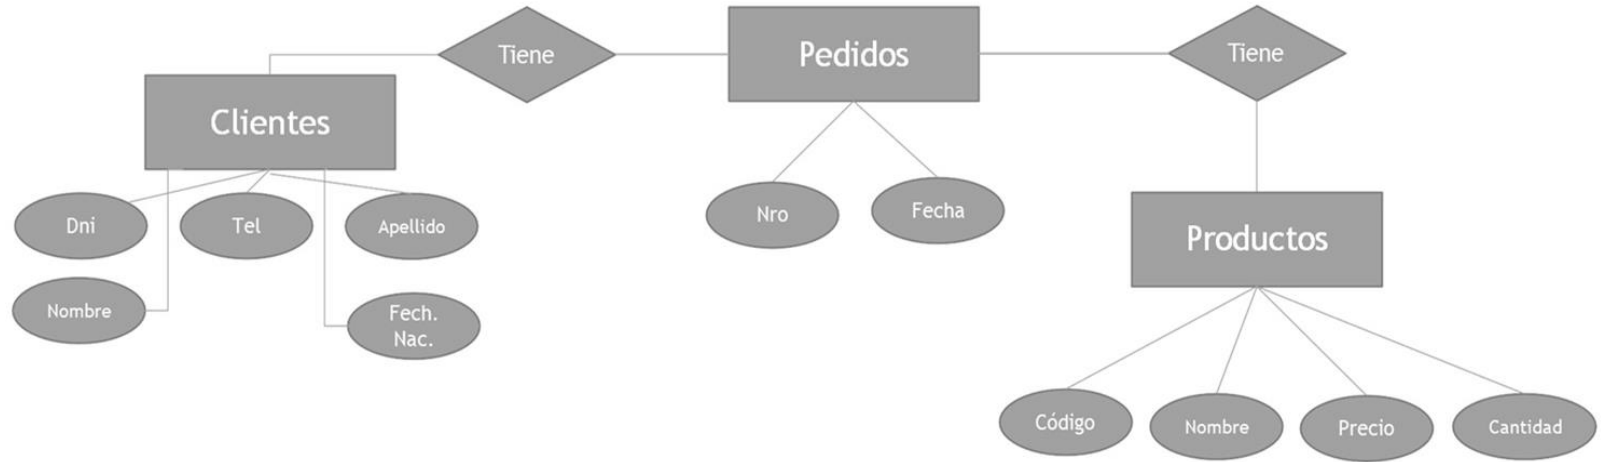 Tiene
Pedidos
Tiene
Clientes
Dni
Tel
Apellido
Nro
Fecha
Productos
Nombre
Fech.
Nac.
Código
Nombre
Precio
Cantidad